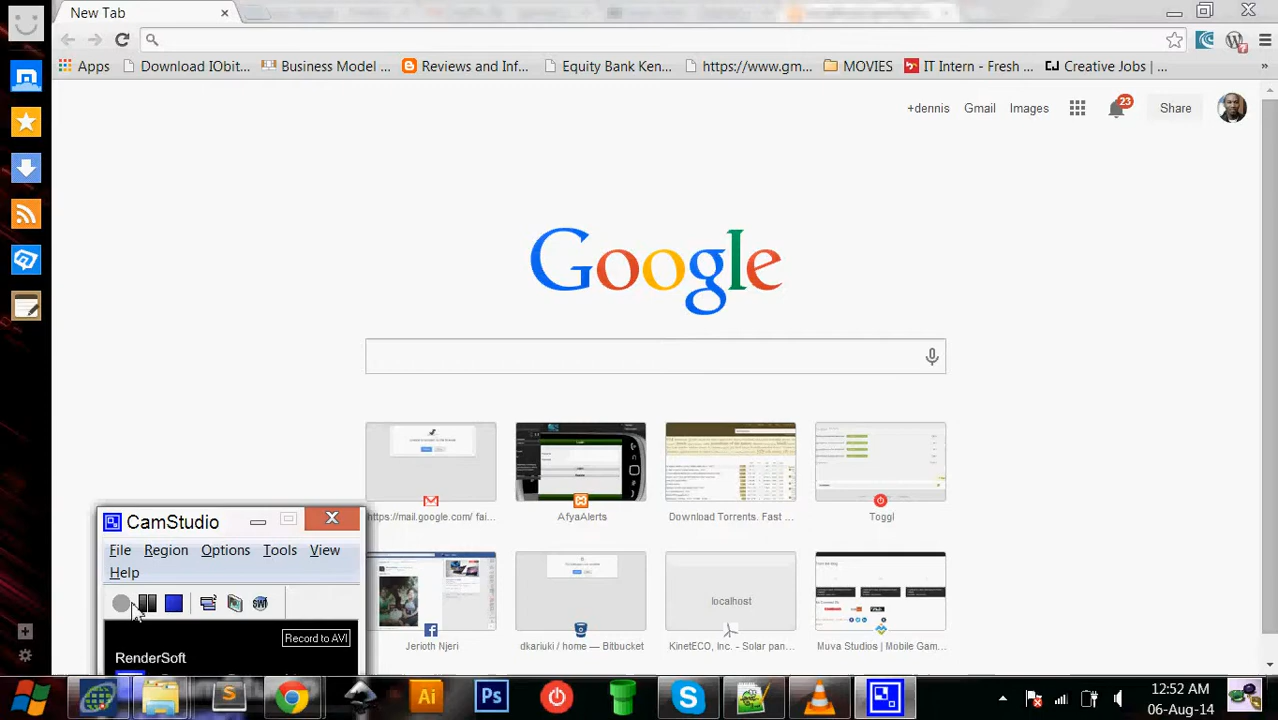 New Tab
Apps
Download IObit...
Business Model ...
Reviews and Inf...
Equity Bank Ken...
https://www.gm...
MOVIES
IT Intern - Fresh ...
Creative Jobs | ...
»
+dennis
Gmail
Images
23
Share
Google
https://mail.google.com/ fai...
AfyaAlerts
Download Torrents. Fast ...
Toggl
localhost
Jerioth Njeri
dkariuki / home — Bitbucket
KinetECO, Inc. - Solar pan...
Muva Studios | Mobile Gam...
CamStudio
File
Region
Options
Tools
View
Help
Record to AVI
RenderSoft
S
Ai
Ps
12:52 AM
06-Aug-14